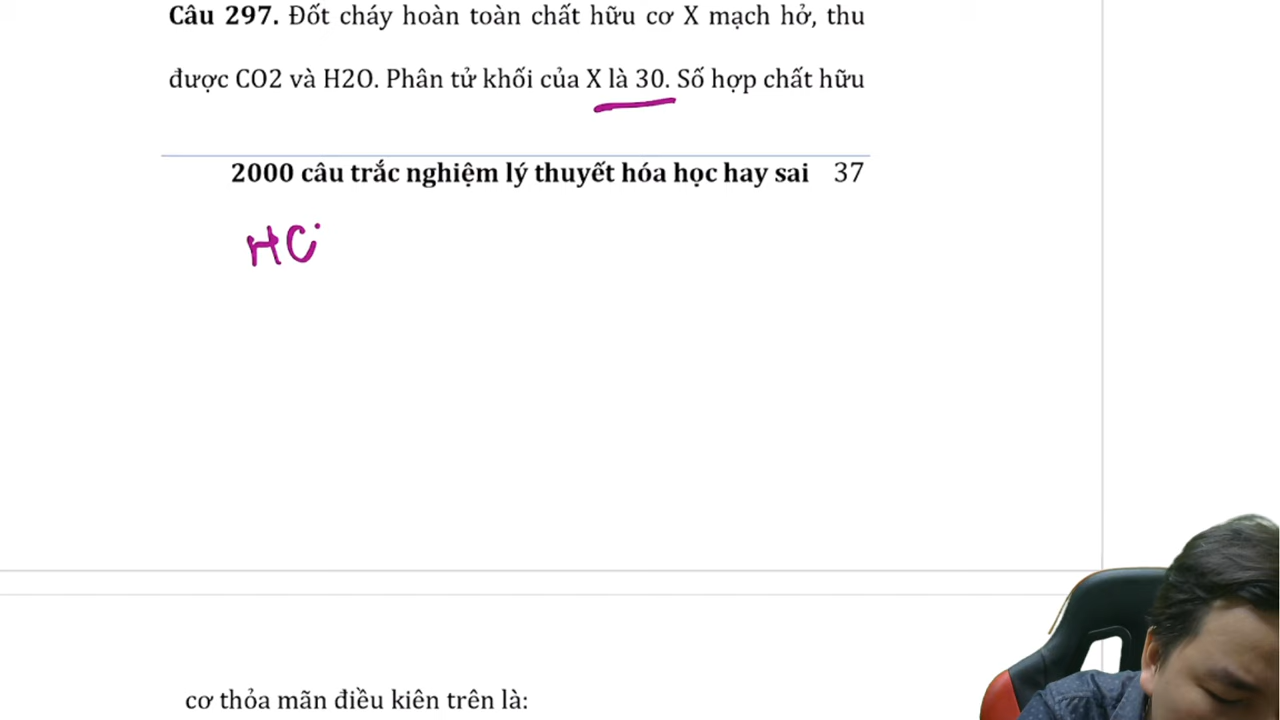 Câu 297. Đốt cháy hoàn toàn chất hữu cơ X mạch hở, thu
được CO2 và H2O. Phân tử khối của X là 30. Số hợp chất hữu
2000 câu trắc nghiệm lý thuyết hóa học hay sai 37
HC
cơ thỏa mãn điều kiên trên là: